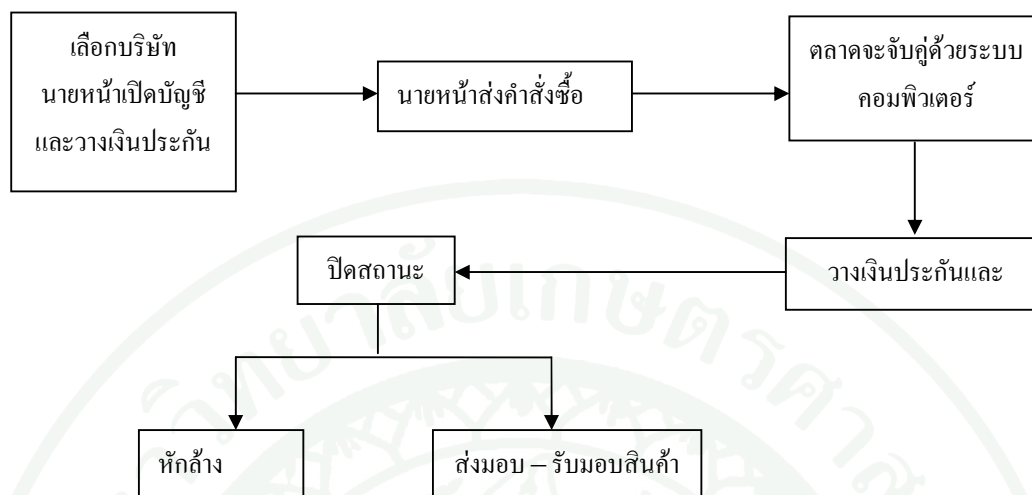 เลือกบริษัท
นายหน้าเปิดบัญชี
และวางเงินประกัน
นายหน้าส่งคำสั่งซื้อ
ตลาดจะจับคู่ด้วยระบบ
คอมพิวเตอร์
วางเงินประกันและ
ปิดสถานะ
หักล้าง
ส่งมอบ – รับมอบสินค้า